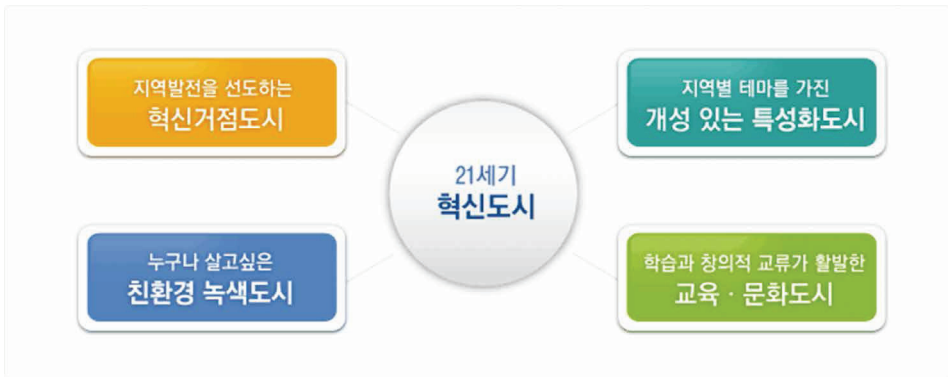 지역발전을 선도하는
혁신거점도시
지역별 테마를 가진
개성 있는 특성화도시
21세기
혁신도시
누구나 살고싶은
친환경 녹색도시
학습과 창의적 교류가 활발한
교육 · 문화도시